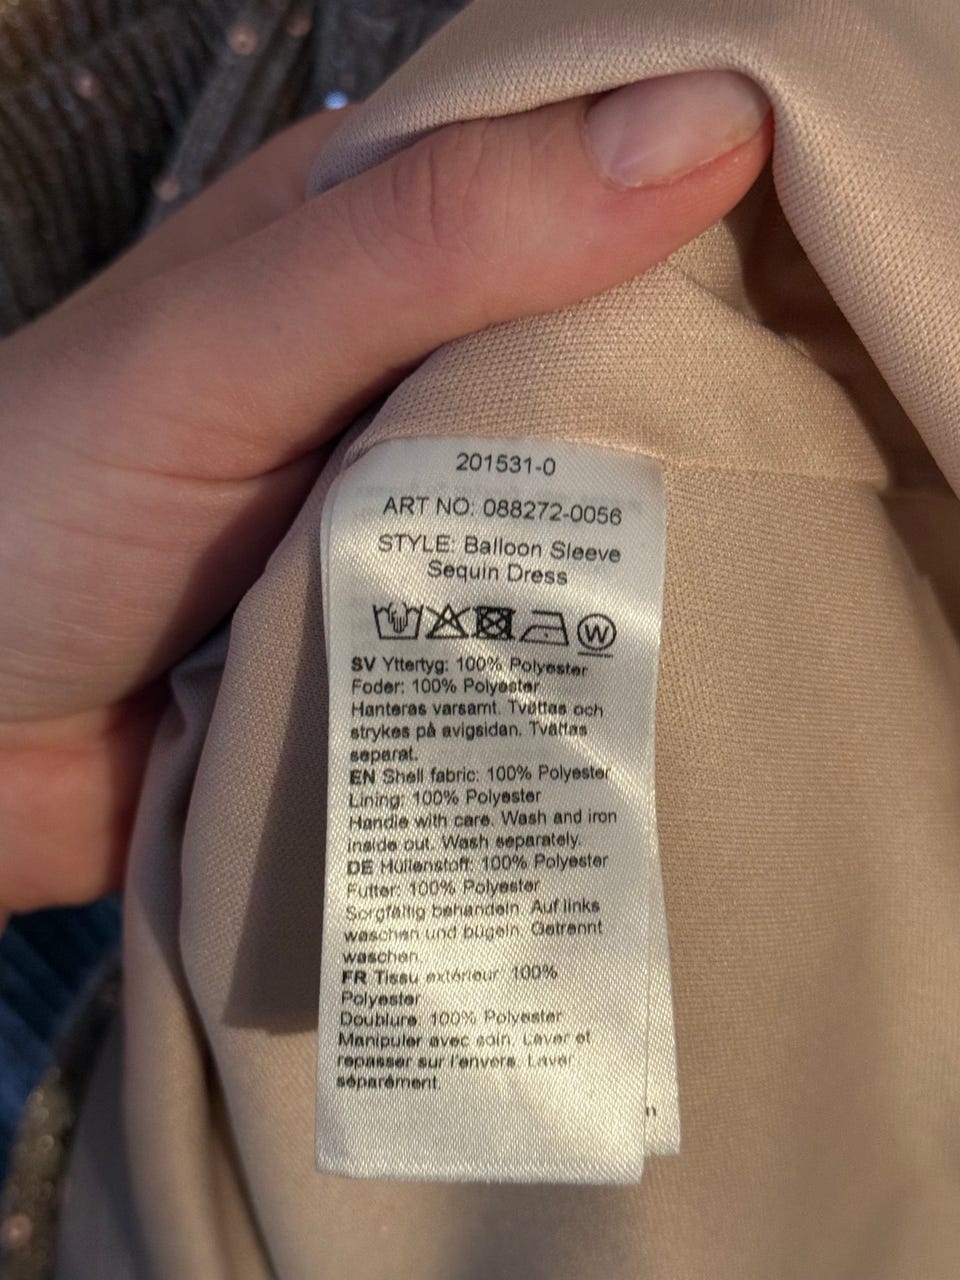 201531-0
ART NO: 088272-0056
STYLE: Balloon Sleeve
Sequin Dress
W
SV Yttertyg: 100% Polyester
Foder: 100% Polyester
Hanteras varsamt. Tvättas och
strykes på avigsidan. Tvättas
separat.
EN Shell fabric: 100% Polyester
Lining: 100% Polyester
Handle with care. Wash and iron
inside out. Wash separately.
DE Hüllenstoff: 100% Polyester
Futter: 100% Polyester
Sorgfältig behandeln. Auf links
waschen und bügeln. Getrennt
waschen.
FR Tissu extérieur: 100%
Polyester
Doublure: 100% Polyester
Manipuler avec soin. Laver et
repasser sur l'envers. Laver
séparément.
n